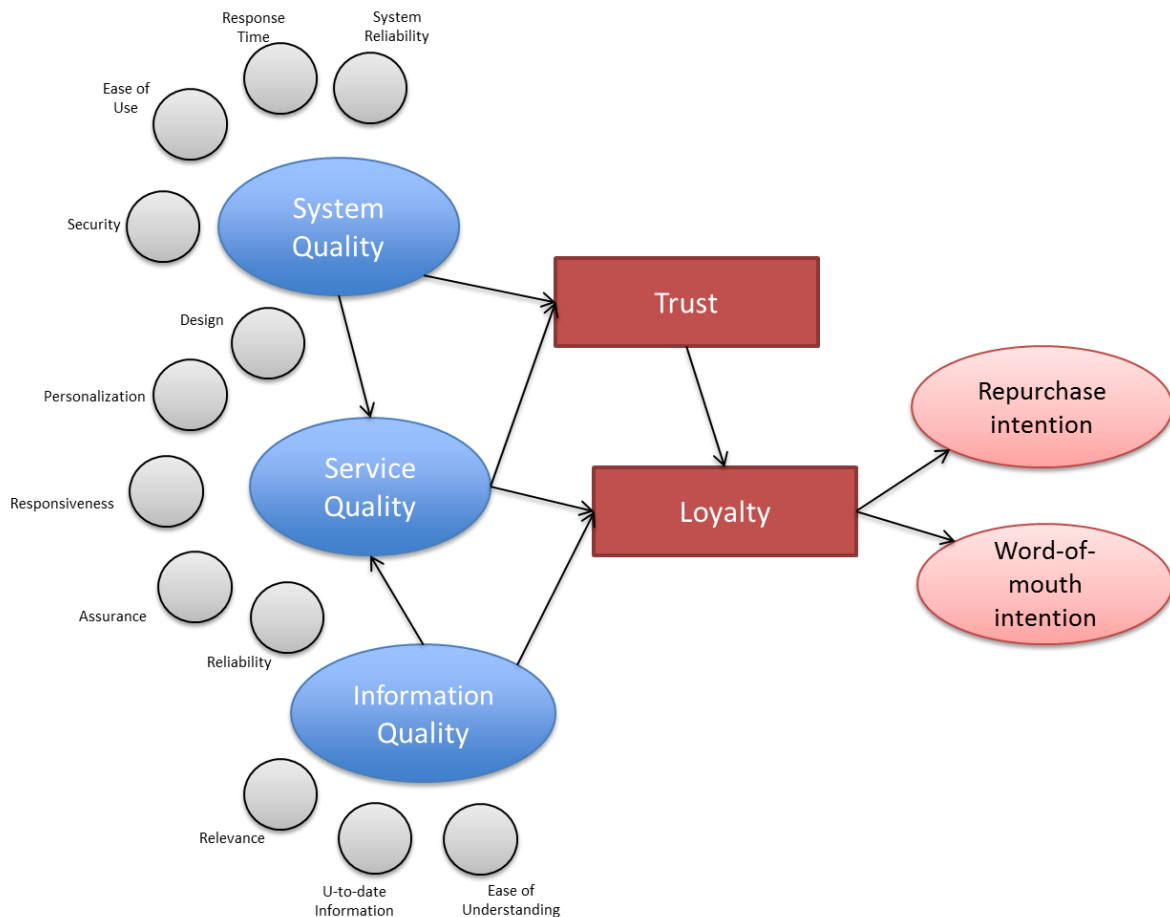 Response
Time
System
Reliability
Ease of
Use
Security
System
Quality
Design
Trust
Personalization
Repurchase
intention
Service
Quality
Responsiveness
Loyalty
Word-of-
mouth
intention
Assurance
Reliability
Information
Quality
Relevance
U-to-date
Information
Ease of
Understanding